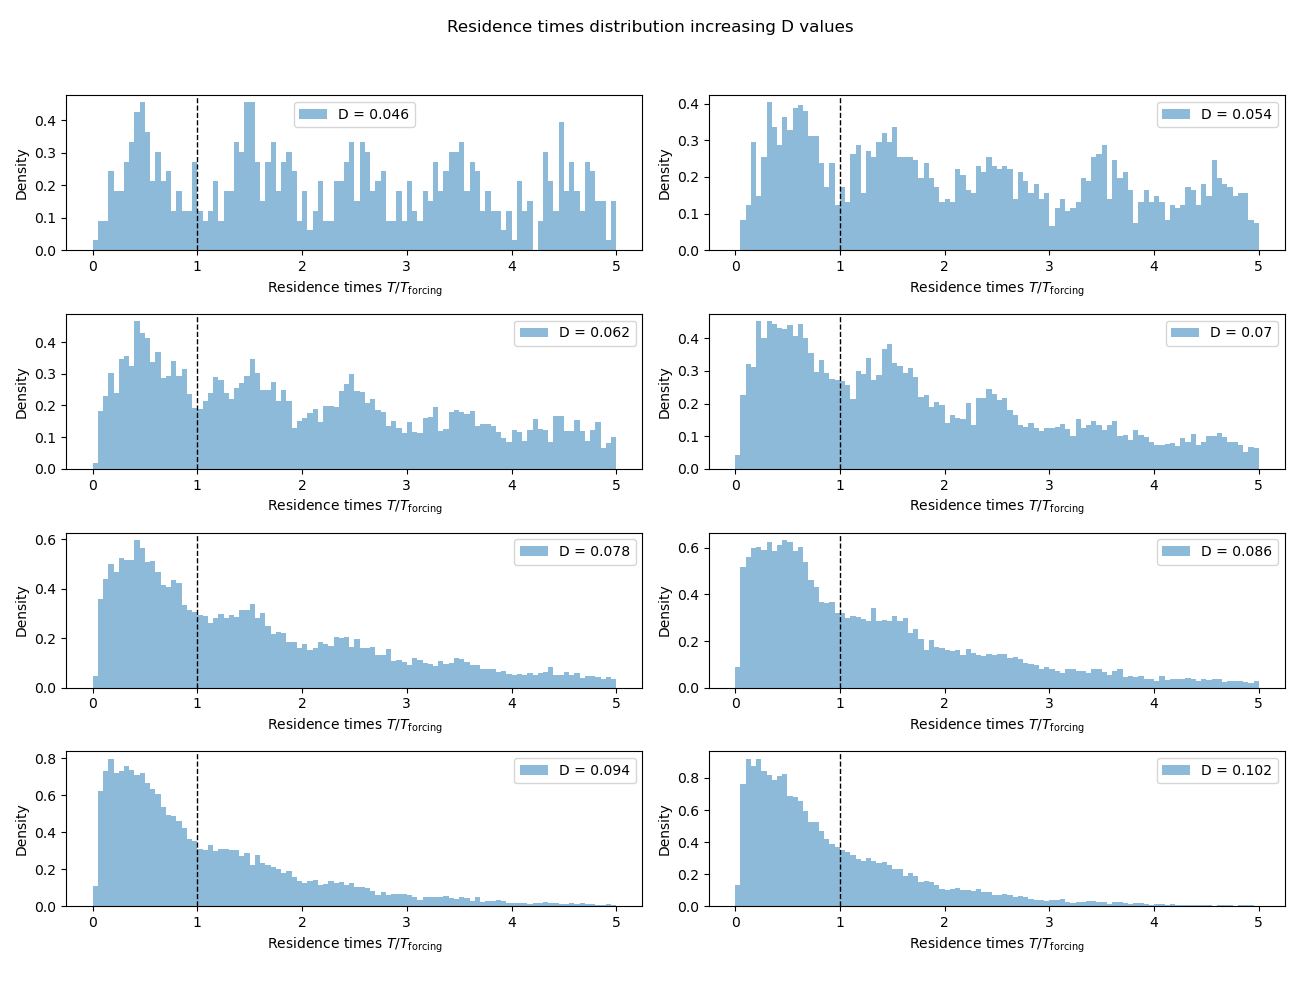 Residence times distribution increasing D values
D = 0.046
Density
0.4
0.3
0.2
0.1
0.0
0 1 2 3 4 5
Residence times T/T_forcing
D = 0.054
Density
0.4
0.3
0.2
0.1
0.0
0 1 2 3 4 5
Residence times T/T_forcing
D = 0.062
Density
0.4
0.3
0.2
0.1
0.0
0 1 2 3 4 5
Residence times T/T_forcing
D = 0.07
Density
0.4
0.3
0.2
0.1
0.0
0 1 2 3 4 5
Residence times T/T_forcing
D = 0.078
Density
0.6
0.4
0.2
0.0
0 1 2 3 4 5
Residence times T/T_forcing
D = 0.086
Density
0.6
0.4
0.2
0.0
0 1 2 3 4 5
Residence times T/T_forcing
D = 0.094
Density
0.8
0.6
0.4
0.2
0.0
0 1 2 3 4 5
Residence times T/T_forcing
D = 0.102
Density
0.8
0.6
0.4
0.2
0.0
0 1 2 3 4 5
Residence times T/T_forcing